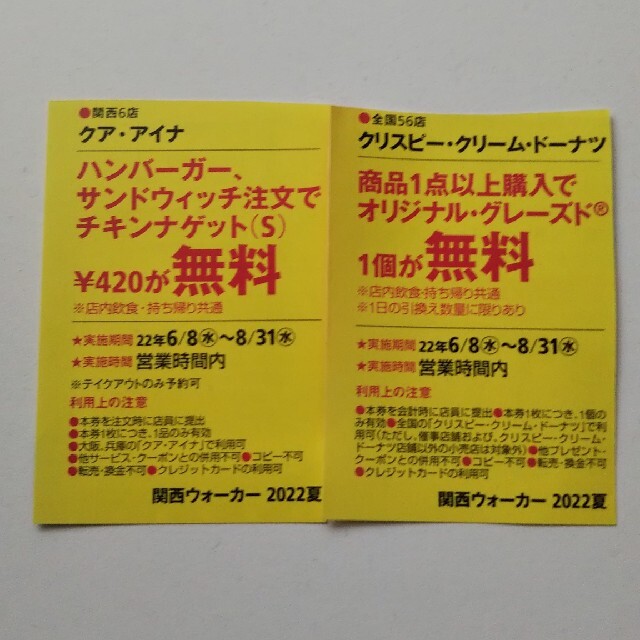 ●関西6店
クア・アイナ
ハンバーガー、
サンドウィッチ注文で
チキンナゲット(S)
¥420が無料
※店内飲食・持ち帰り共通
★実施期間 22年6/8㊌～8/31㊌
★実施時間 営業時間内
※テイクアウトのみ予約可
利用上の注意
●本券を注文時に店員に提出
●本券1枚につき、1品のみ有効
●大阪、兵庫の「クア・アイナ」で利用可
●他サービス・クーポンとの併用不可●コピー不可
●転売・換金不可●クレジットカードの利用可
関西ウォーカー 2022夏
●全国56店
クリスピー・クリーム・ドーナツ
商品1点以上購入で
オリジナル・グレーズド®
1個が無料
※店内飲食・持ち帰り共通
※1日の引換え数量に限りあり
★実施期間 22年6/8㊌～8/31㊌
★実施時間 営業時間内
利用上の注意
●本券を会計時に店員に提出●本券1枚につき、1個の
み有効●全国の「クリスピー・クリーム・ドーナツ」で利
用可(ただし、催事店舗および、クリスピー・クリーム・
ドーナツ店舗以外の小売店は対象外)●他プレゼント・
クーポンとの併用不可●コピー不可●転売・換金不可
●クレジットカードの利用可
関西ウォーカー 2022夏